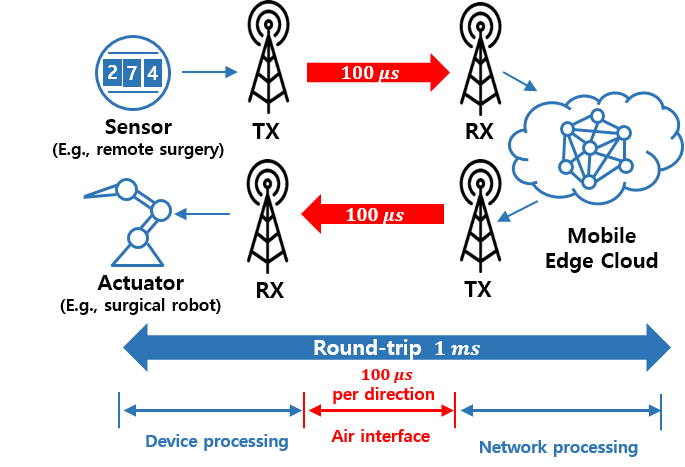 274
100 μs
Sensor
(E.g., remote surgery)
TX
RX
100 μs
Mobile
Edge Cloud
Actuator
(E.g., surgical robot)
RX
TX
Round-trip 1 ms
100 μs
per direction
Device processing
Air interface
Network processing